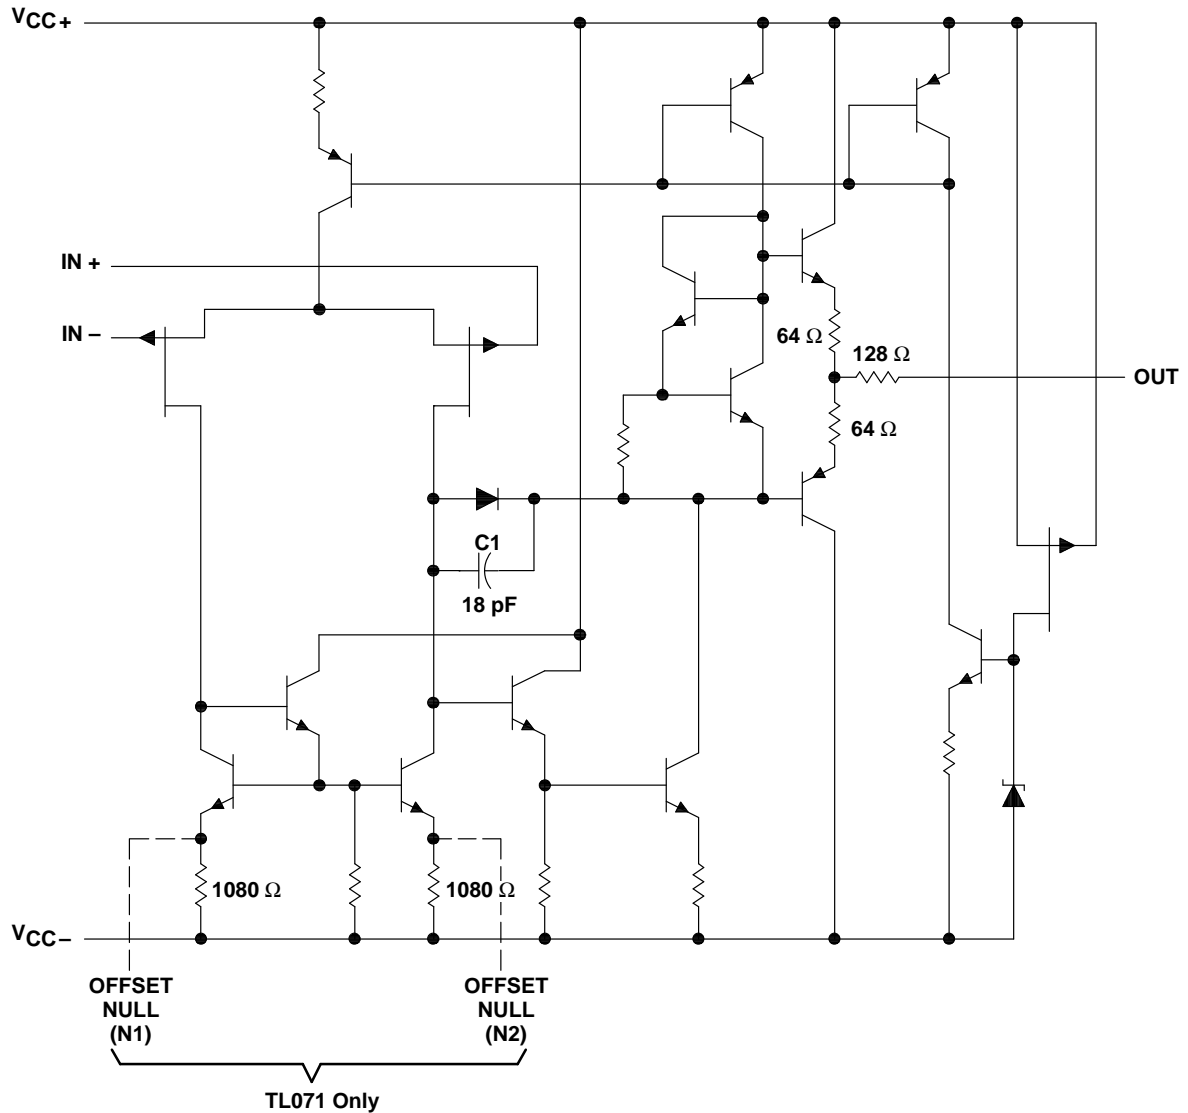 VCC+
IN +
IN −
64 Ω
128 Ω
OUT
64 Ω
C1
18 pF
1080 Ω
1080 Ω
VCC−
OFFSET
NULL
(N1)
OFFSET
NULL
(N2)
TL071 Only